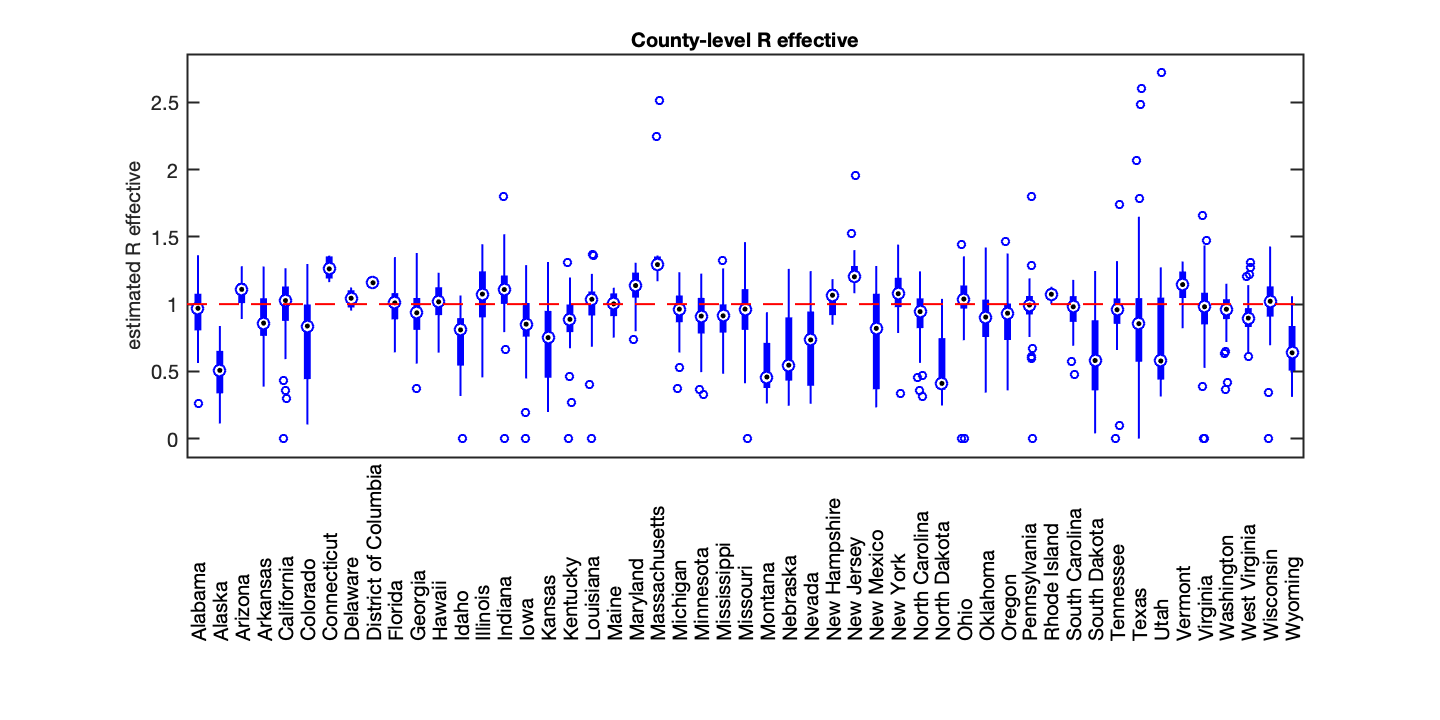 County-level R effective
estimated R effective
2.5
2
1.5
1
0.5
0
Alabama
Alaska
Arizona
Arkansas
California
Colorado
Connecticut
Delaware
District of Columbia
Florida
Georgia
Hawaii
Idaho
Illinois
Indiana
Iowa
Kansas
Kentucky
Louisiana
Maine
Maryland
Massachusetts
Michigan
Minnesota
Mississippi
Missouri
Montana
Nebraska
Nevada
New Hampshire
New Jersey
New Mexico
New York
North Carolina
North Dakota
Ohio
Oklahoma
Oregon
Pennsylvania
Rhode Island
South Carolina
South Dakota
Tennessee
Texas
Utah
Vermont
Virginia
Washington
West Virginia
Wisconsin
Wyoming